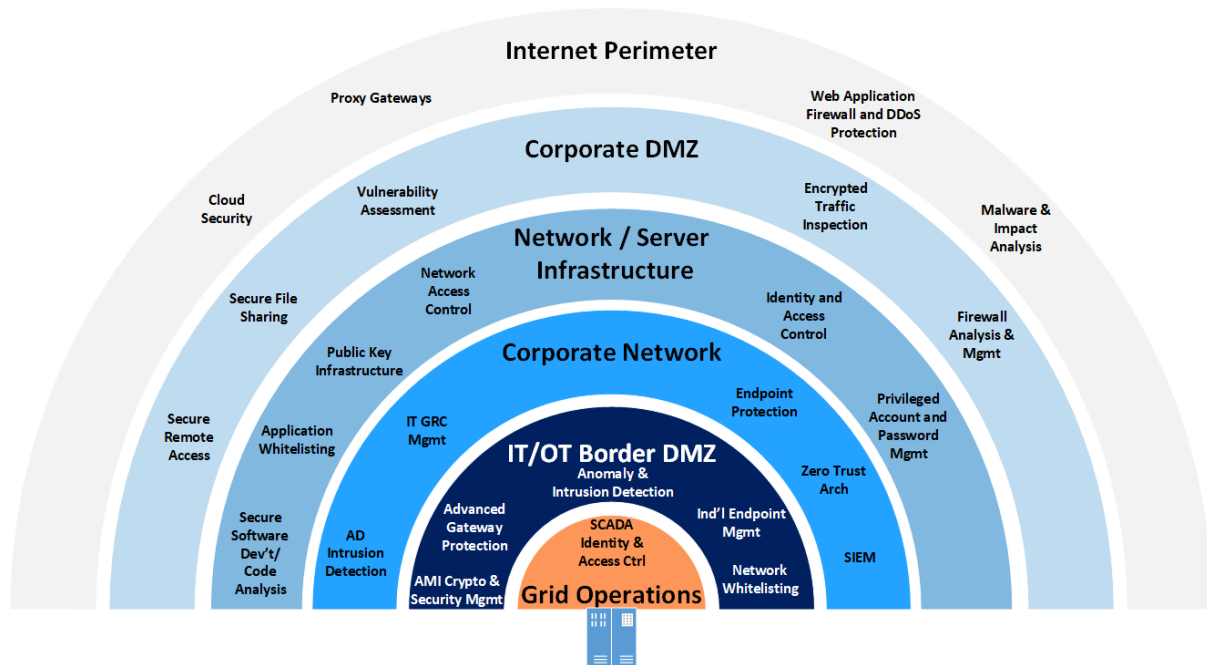 Internet Perimeter
Proxy Gateways
Web Application
Firewall and DDoS
Protection
Corporate DMZ
Cloud
Security
Vulnerability
Assessment
Encrypted
Traffic
Inspection
Malware &
Impact
Analysis
Network / Server
Infrastructure
Network
Access
Control
Secure File
Sharing
Identity and
Access
Control
Firewall
Analysis &
Mgmt
Corporate Network
Public Key
Infrastructure
Endpoint
Protection
Privileged
Account and
Password
Mgmt
Secure
Remote
Access
Application
Whitelisting
IT GRC
Mgmt
IT/OT Border DMZ
Anomaly &
Intrusion Detection
Zero Trust
Arch
Advanced
Gateway
Protection
Ind'l Endpoint
Mgmt
Secure
Software
Dev't/
Code
Analysis
AD
Intrusion
Detection
SCADA
Identity &
Access Ctrl
SIEM
AMI Crypto &
Security Mgmt
Network
Whitelisting
Grid Operations